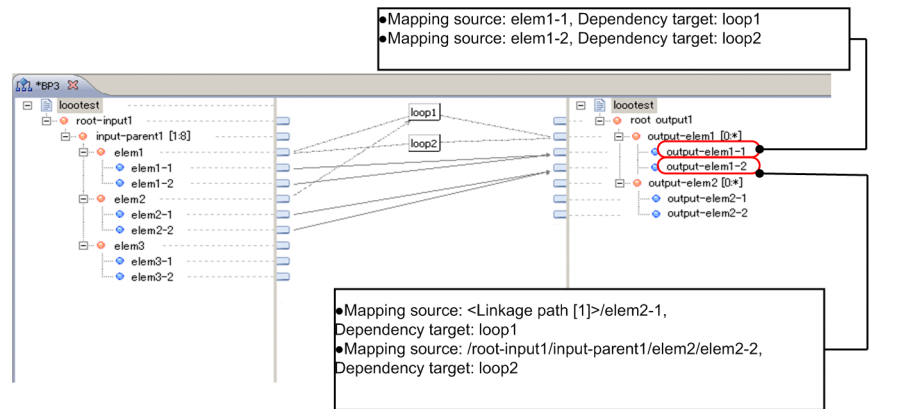 ●Mapping source: elem1-1, Dependency target: loop1
●Mapping source: elem1-2, Dependency target: loop2
*BP3
loootest
root-input1
input-parent1 [1:8]
elem1
elem1-1
elem1-2
elem2
elem2-1
elem2-2
elem3
elem3-1
elem3-2
loop1
loop2
loootest
root output1
output-elem1 [0:*]
output-elem1-1
output-elem1-2
output-elem2 [0:*]
output-elem2-1
output-elem2-2
●Mapping source: <Linkage path [1]>/elem2-1,
Dependency target: loop1
●Mapping source: /root-input1/input-parent1/elem2/elem2-2,
Dependency target: loop2